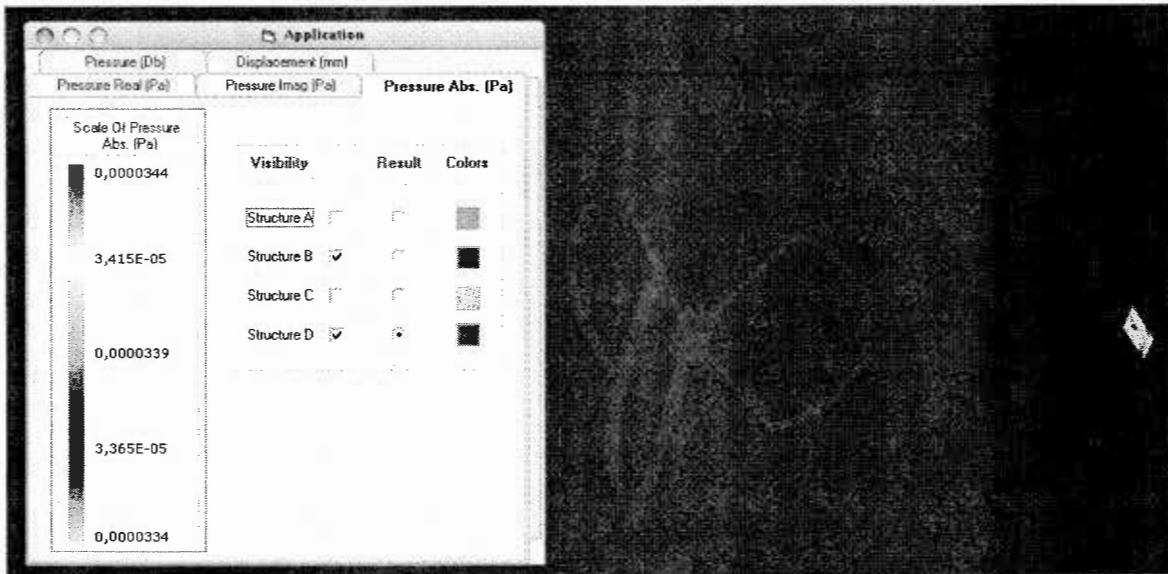 Application
Pressure (Db) Displacement (mm)
Pressure Real (Pa) Pressure Imag (Pa) Pressure Abs. (Pa)
Scale Of Pressure
Abs. (Pa)
0,0000344
3,415E-05
0,0000339
3,365E-05
0,0000334
Visibility Result Colors
Structure A
Structure B
Structure C
Structure D